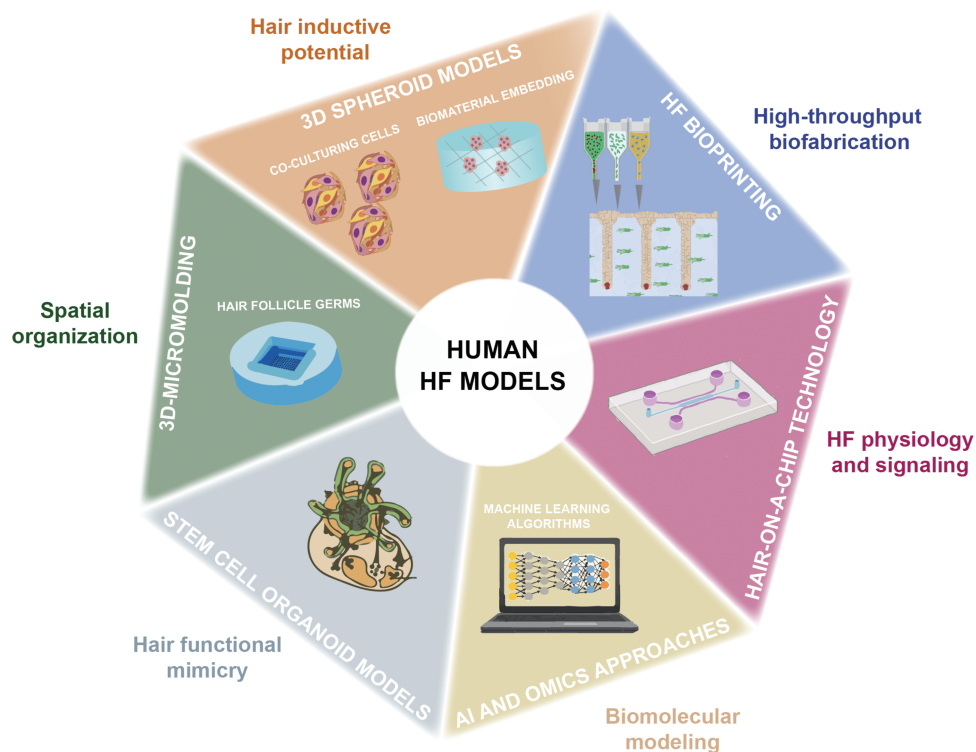 Hair inductive
potential
3D SPHEROID MODELS
CO-CULTURING CELLS
BIOMATERIAL EMBEDDING
HF BIOPRINTING
High-throughput
biofabrication
3D-MICROMOLDING
HAIR FOLLICLE GERMS
Spatial
organization
HUMAN
HF MODELS
HAIR-ON-A-CHIP TECHNOLOGY
HF physiology
and signaling
STEM CELL ORGANOID MODELS
Hair functional
mimicry
MACHINE LEARNING
ALGORITHMS
AI AND OMICS APPROACHES
Biomolecular
modeling